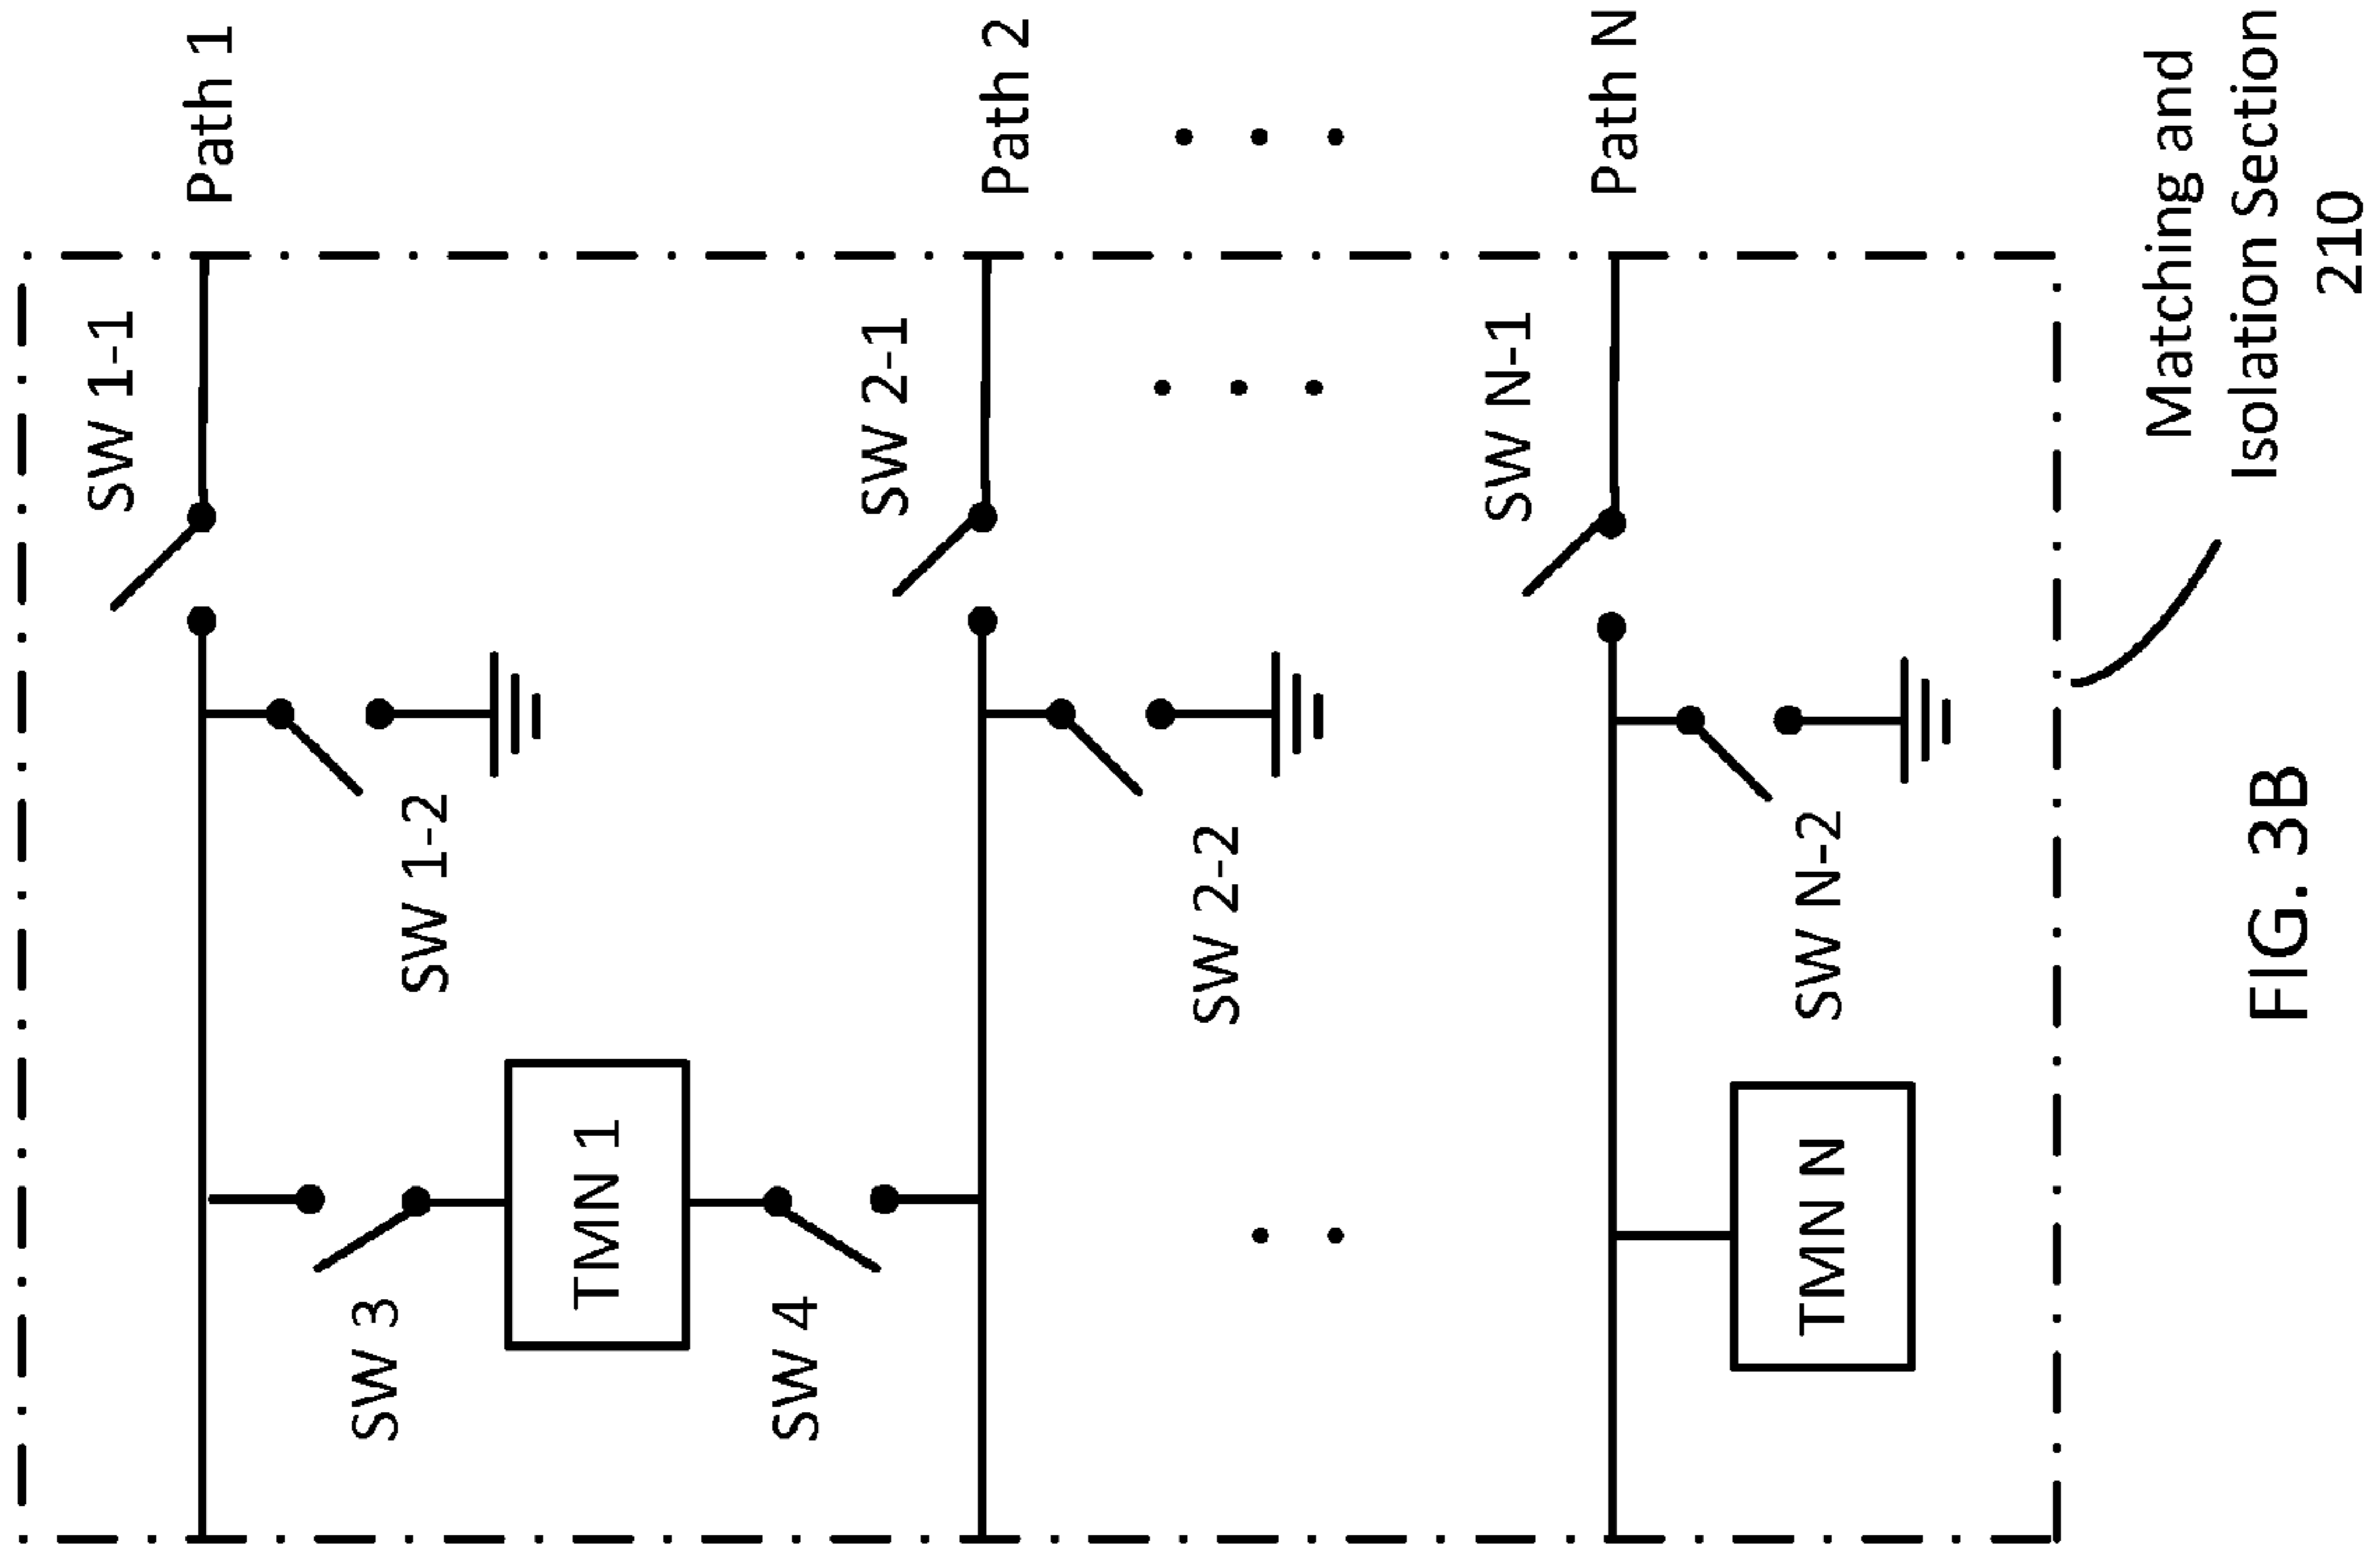 Path 1
SW 1-1
SW 1-2
SW 3
TMN 1
SW 4
Path 2
SW 2-1
SW 2-2
Path N
SW N-1
SW N-2
TMN N
Matching and
Isolation Section
210
FIG. 3B